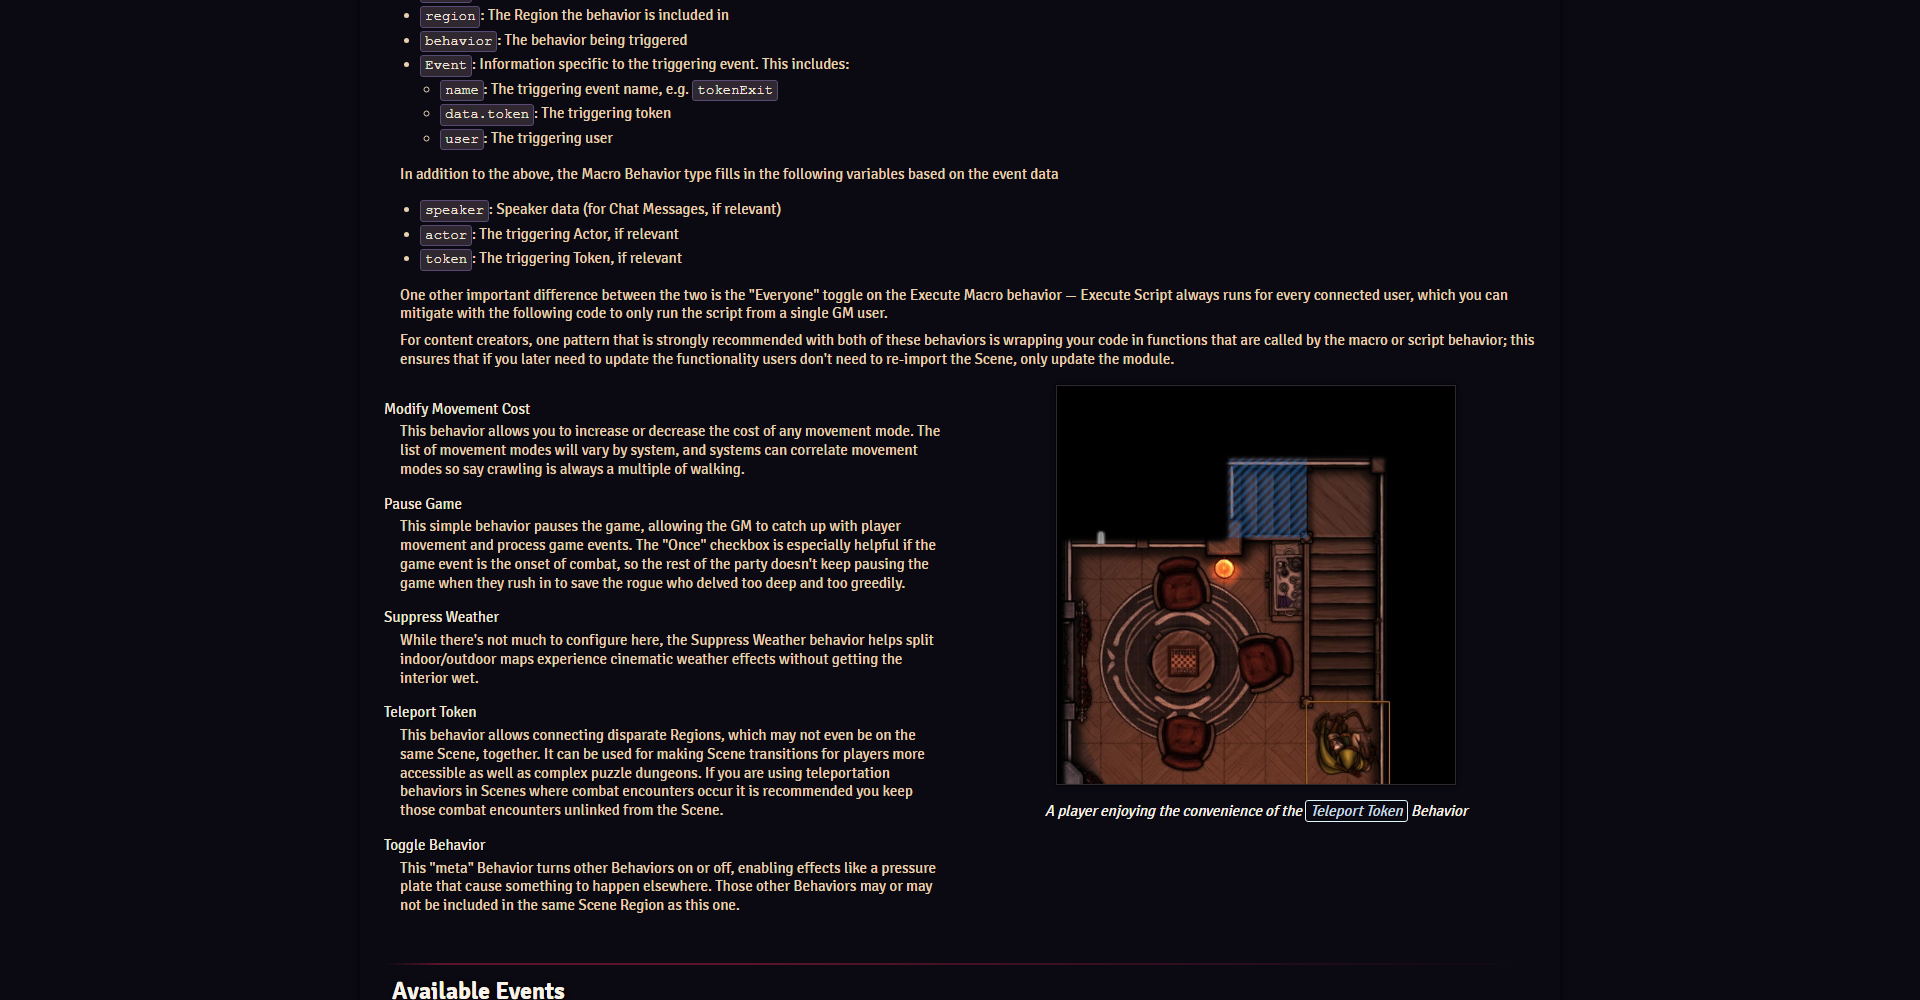 region: The Region the behavior is included in
behavior: The behavior being triggered
Event: Information specific to the triggering event. This includes:
name: The triggering event name, e.g. tokenExit
data.token: The triggering token
user: The triggering user
In addition to the above, the Macro Behavior type fills in the following variables based on the event data
speaker: Speaker data (for Chat Messages, if relevant)
actor: The triggering Actor, if relevant
token: The triggering Token, if relevant
One other important difference between the two is the "Everyone" toggle on the Execute Macro behavior — Execute Script always runs for every connected user, which you can
mitigate with the following code to only run the script from a single GM user.
For content creators, one pattern that is strongly recommended with both of these behaviors is wrapping your code in functions that are called by the macro or script behavior; this
ensures that if you later need to update the functionality users don't need to re-import the Scene, only update the module.
Modify Movement Cost
This behavior allows you to increase or decrease the cost of any movement mode. The
list of movement modes will vary by system, and systems can correlate movement
modes so say crawling is always a multiple of walking.
Pause Game
This simple behavior pauses the game, allowing the GM to catch up with player
movement and process game events. The "Once" checkbox is especially helpful if the
game event is the onset of combat, so the rest of the party doesn't keep pausing the
game when they rush in to save the rogue who delved too deep and too greedily.
Suppress Weather
While there's not much to configure here, the Suppress Weather behavior helps split
indoor/outdoor maps experience cinematic weather effects without getting the
interior wet.
Teleport Token
This behavior allows connecting disparate Regions, which may not even be on the
same Scene, together. It can be used for making Scene transitions for players more
accessible as well as complex puzzle dungeons. If you are using teleportation
behaviors in Scenes where combat encounters occur it is recommended you keep
those combat encounters unlinked from the Scene.
Toggle Behavior
This "meta" Behavior turns other Behaviors on or off, enabling effects like a pressure
plate that cause something to happen elsewhere. Those other Behaviors may or may
not be included in the same Scene Region as this one.
A player enjoying the convenience of the Teleport Token Behavior
Available Events